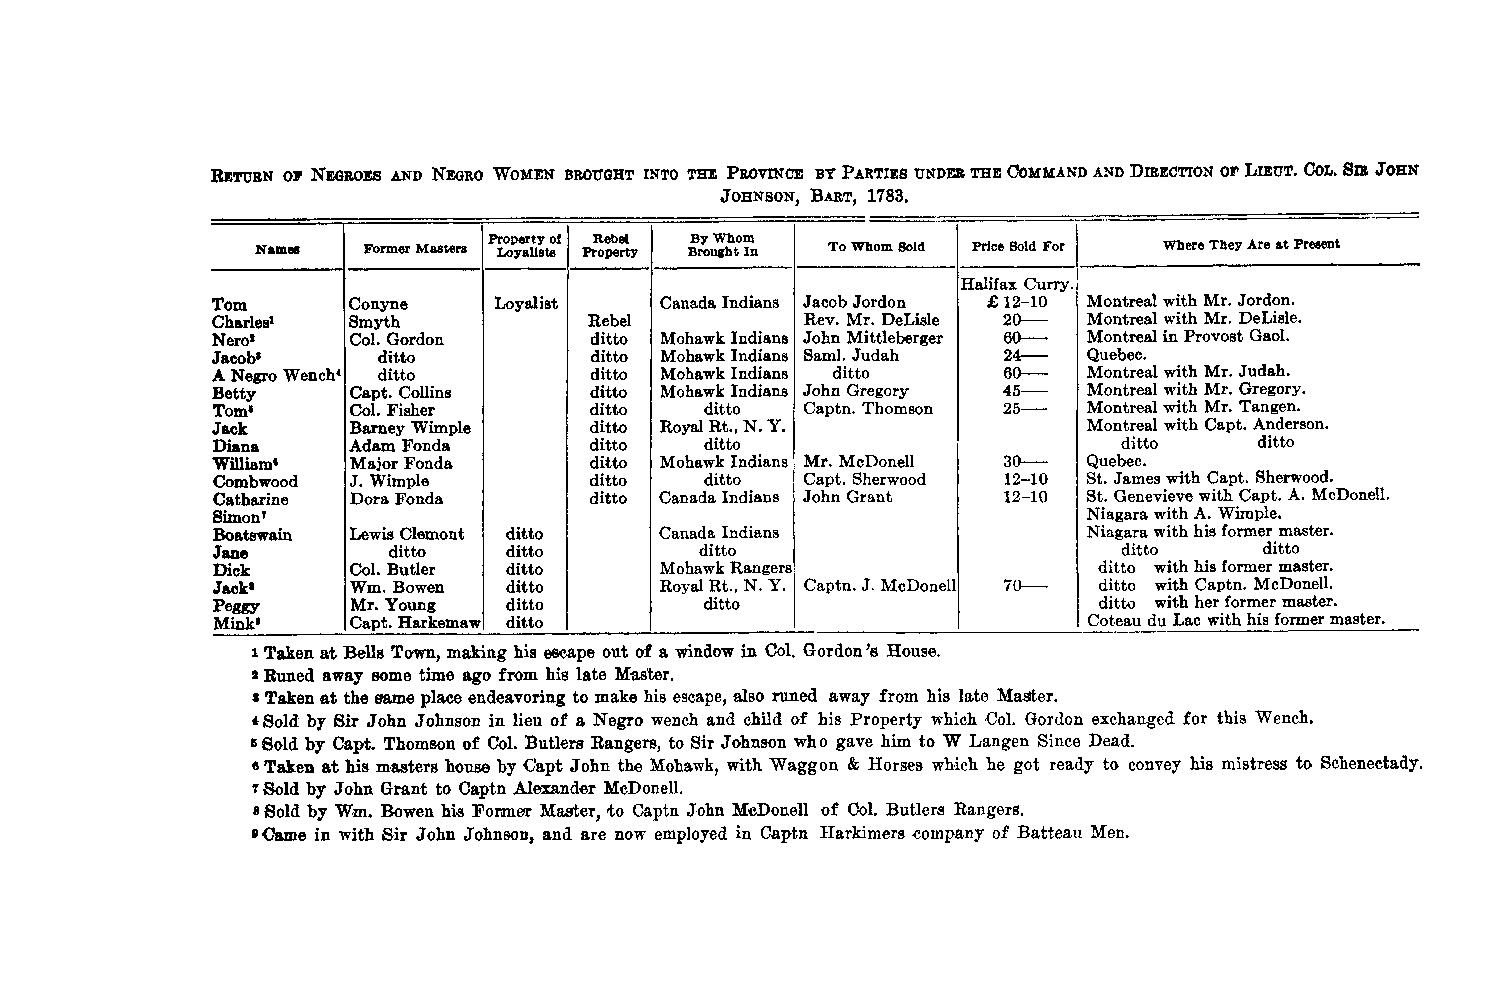 RETURN OF NEGROES AND NEGRO WOMEN BROUGHT INTO THE PROVINCE BY PARTIES UNDER THE COMMAND AND DIRECTION OF LIEUT. COL. SIR JOHN
JOHNSON, BART, 1783.
Names Former Masters Property of Loyalists Rebel Property By Whom Brought In To Whom Sold Price Sold For Where They Are at Present
Halifax Curry.
Tom Conyne Loyalist Canada Indians Jacob Jordon £ 12-10 Montreal with Mr. Jordon.
Charles¹ Smyth Rebel Rev. Mr. DeLisle 20— Montreal with Mr. DeLisle.
Nero² Col. Gordon ditto Mohawk Indians John Mittleberger 60— Montreal in Provost Gaol.
Jacob³ ditto ditto Mohawk Indians Saml. Judah 24— Quebec.
A Negro Wench⁴ ditto ditto Mohawk Indians ditto 60— Montreal with Mr. Judah.
Betty Capt. Collins ditto Mohawk Indians John Gregory 45— Montreal with Mr. Gregory.
Tom⁵ Col. Fisher ditto ditto Captn. Thomson 25— Montreal with Mr. Tangen.
Jack Barney Wimple ditto Royal Rt., N. Y. Montreal with Capt. Anderson.
Diana Adam Fonda ditto ditto ditto ditto
William⁶ Major Fonda ditto Mohawk Indians Mr. McDonell 30— Quebec.
Combwood J. Wimple ditto ditto Capt. Sherwood 12-10 St. James with Capt. Sherwood.
Catharine Dora Fonda ditto Canada Indians John Grant 12-10 St. Genevieve with Capt. A. McDonell.
Simon⁷ Niagara with A. Wimple.
Boatswain Lewis Clemont ditto Canada Indians Niagara with his former master.
Jane ditto ditto ditto ditto ditto
Dick Col. Butler ditto Mohawk Rangers ditto with his former master.
Jack⁸ Wm. Bowen ditto Royal Rt., N. Y. Captn. J. McDonell 70— ditto with Captn. McDonell.
Peggy Mr. Young ditto ditto ditto with her former master.
Mink⁹ Capt. Harkemaw ditto Coteau du Lac with his former master.
¹ Taken at Bells Town, making his escape out of a window in Col. Gordon's House.
² Runed away some time ago from his late Master.
³ Taken at the same place endeavoring to make his escape, also runed away from his late Master.
⁴ Sold by Sir John Johnson in lieu of a Negro wench and child of his Property which Col. Gordon exchanged for this Wench.
⁵ Sold by Capt. Thomson of Col. Butlers Rangers, to Sir Johnson who gave him to W Langen Since Dead.
⁶ Taken at his masters house by Capt John the Mohawk, with Waggon & Horses which he got ready to convey his mistress to Schenectady.
⁷ Sold by John Grant to Captn Alexander McDonell.
⁸ Sold by Wm. Bowen his Former Master, to Captn John McDonell of Col. Butlers Rangers.
⁹ Came in with Sir John Johnson, and are now employed in Captn Harkimers company of Batteau Men.